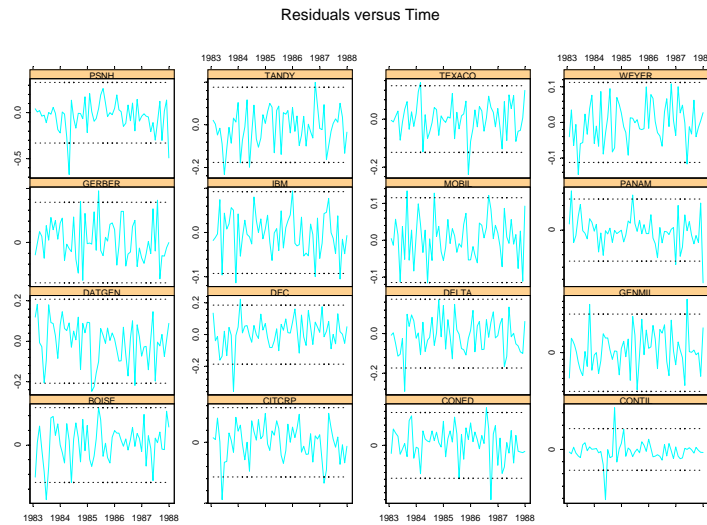 Residuals versus Time
1983 1984 1985 1986 1987 1988 1983 1984 1985 1986 1987 1988
PSNH TANDY TEXACO WEYER
0.0 -0.5 0.0 -0.2 0.0 -0.2 0.1 0.0 -0.1
GERBER IBM MOBIL PANAM
0 0.1 0.0 -0.1 0.1 0.0 -0.1 0
DATGEN DEC DELTA GENMIL
0.2 0.0 -0.2 0.2 0.0 -0.2 0.0 -0.2 0
BOISE CITCRP CONED CONTIL
0 0 0 0
1983 1984 1985 1986 1987 1988 1983 1984 1985 1986 1987 1988